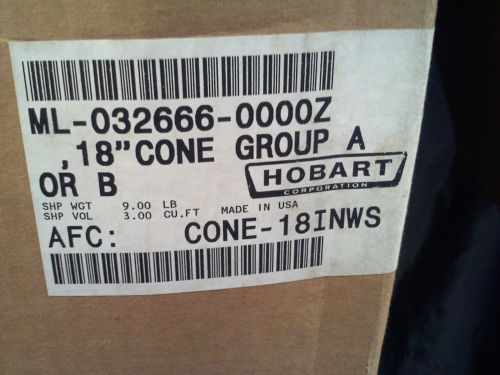 ML-032666-0000Z
,18"CONE GROUP A
OR B
HOBART
CORPORATION
SHP WGT 9.00 LB
SHP VOL 3.00 CU.FT MADE IN USA
AFC: CONE-18INWS